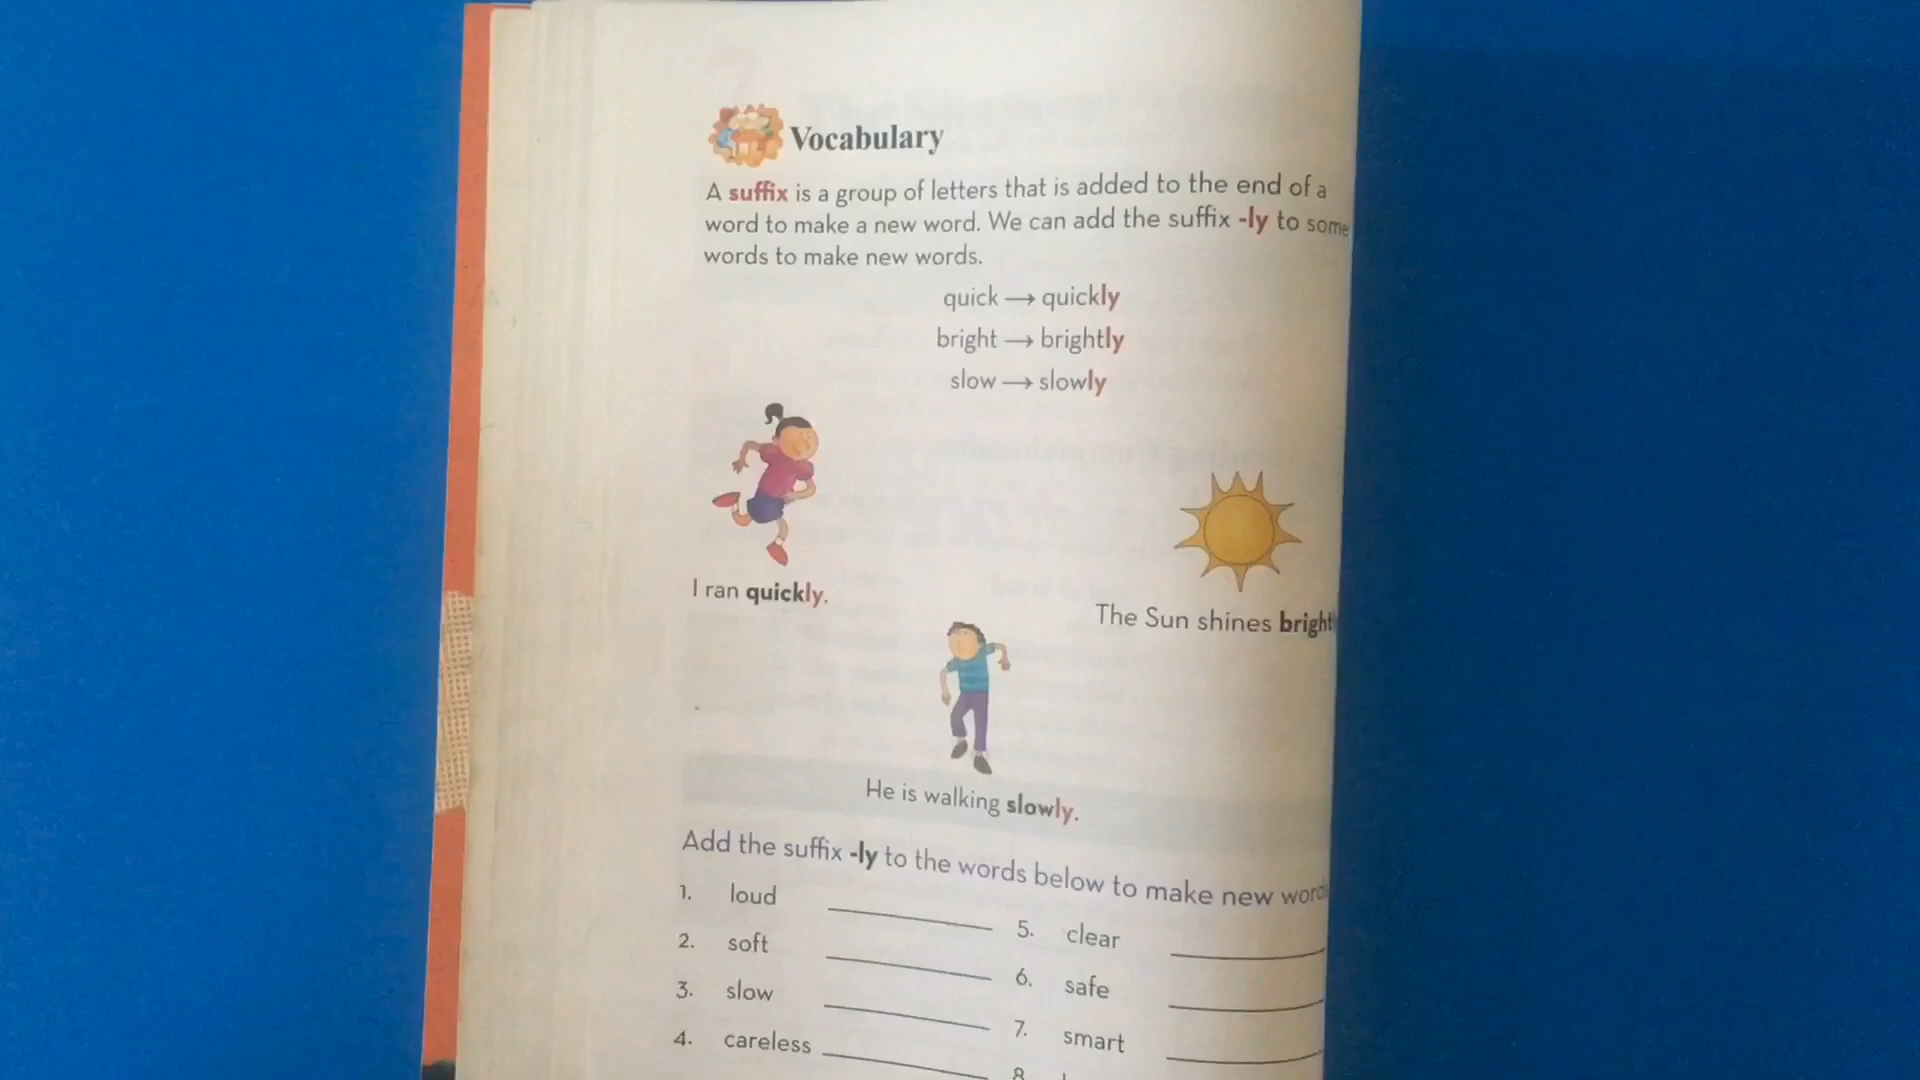 Vocabulary
A suffix is a group of letters that is added to the end of a
word to make a new word. We can add the suffix -ly to some
words to make new words.
quick → quickly
bright → brightly
slow → slowly
I ran quickly.
The Sun shines bright
He is walking slowly.
Add the suffix -ly to the words below to make new word
1. loud
2. soft
3. slow
4. careless
5. clear
6. safe
7. smart
8.